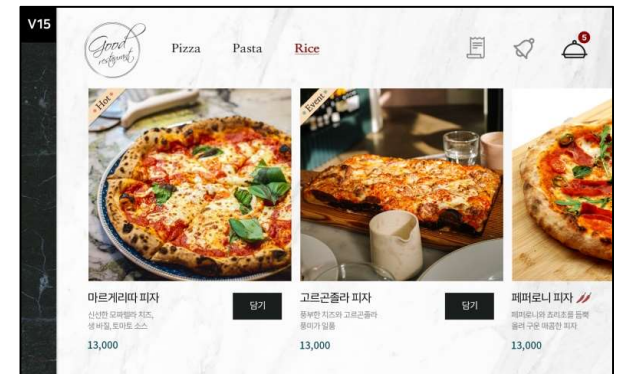 V15
Good
restaurant
Pizza
Pasta
Rice
5
Hot
Event
마르게리따 피자
신선한 모짜렐라 치즈,
생 바질, 토마토 소스
13,000
담기
고르곤졸라 피자
풍부한 치즈와 고르곤졸라
풍미가 일품
13,000
담기
페퍼로니 피자
페퍼로니와 초리조를 듬뿍
올려 구운 매콤한 피자
13,000